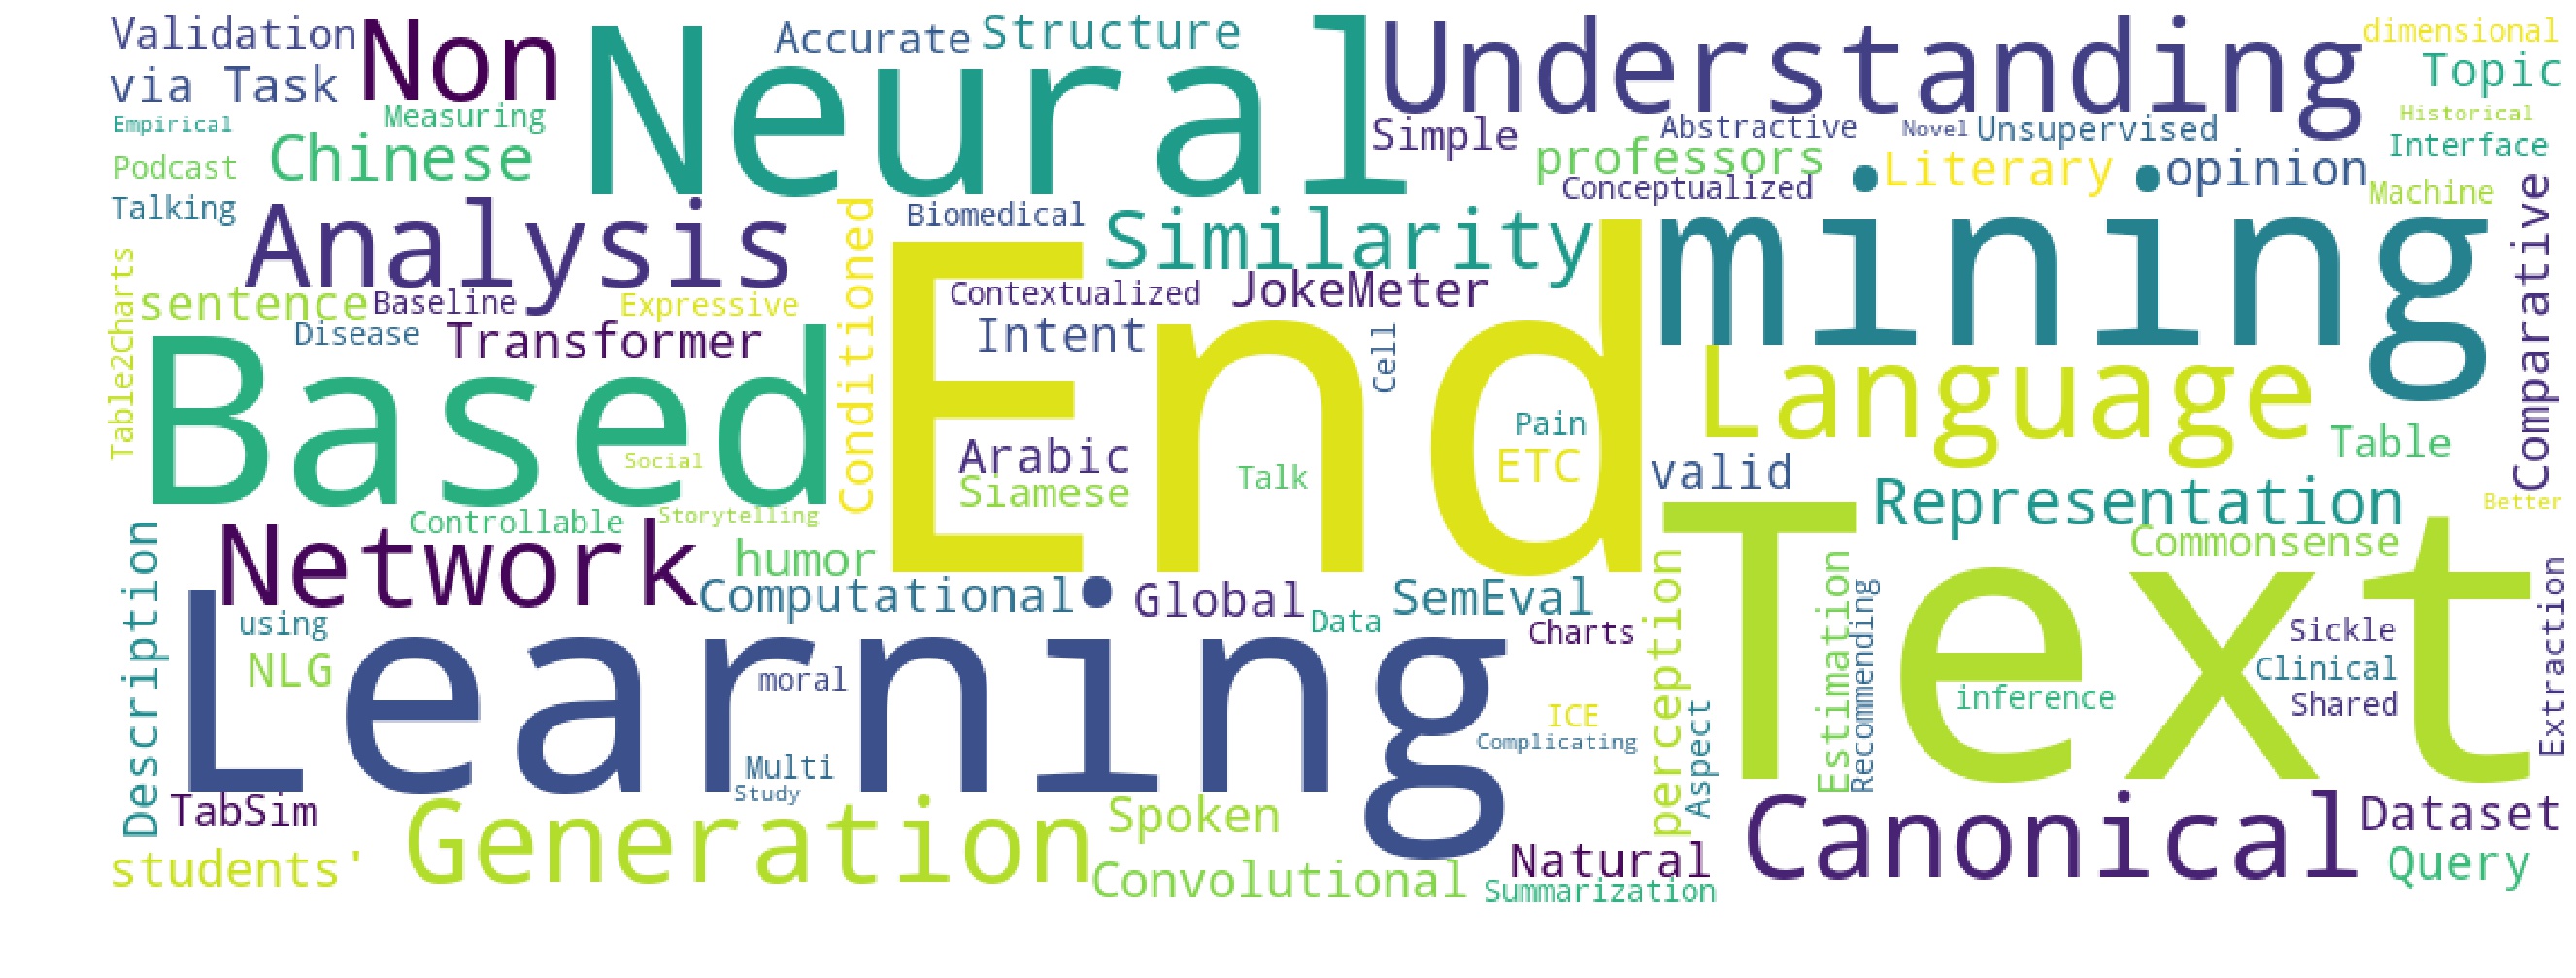 Validation
Non
Neural
Accurate
Structure
Understanding
dimensional
via Task
Topic
Measuring
Empirical
Chinese
Simple
Abstractive
Novel
Unsupervised
Historical
professors
Interface
Podcast
Literary
opinion
Conceptualized
Machine
Talking
Analysis
Conditioned
Biomedical
Similarity
mining
Comparative
Table2Charts
sentence
Baseline
Expressive
Contextualized
JokeMeter
Disease
Transformer
Intent
Cell
Based
End
Language
Pain
Table
Arabic
Social
ETC
valid
Siamese
Talk
Representation
Better
Controllable
Storytelling
Description
Network
humor
Commonsense
Computational
Global
SemEval
perception
Estimation
Recommending
Text
Extraction
using
Data
Charts
Sickle
NLG
Learning
moral
Clinical
inference
Shared
ICE
Complicating
Aspect
Multi
Study
TabSim
Generation
Spoken
Canonical
Dataset
students'
Convolutional
Natural
Query
Summarization